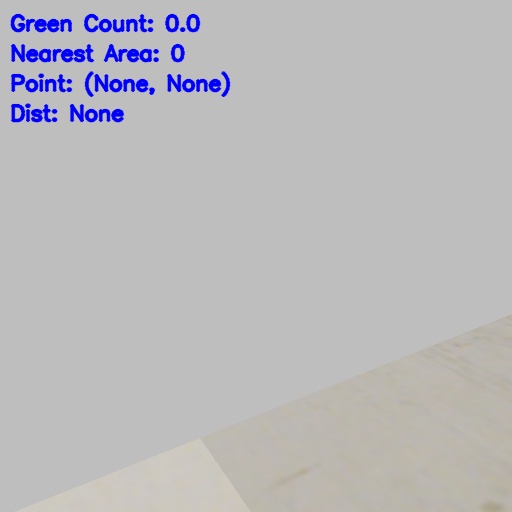 Green Count: 0.0
Nearest Area: 0
Point: (None, None)
Dist: None